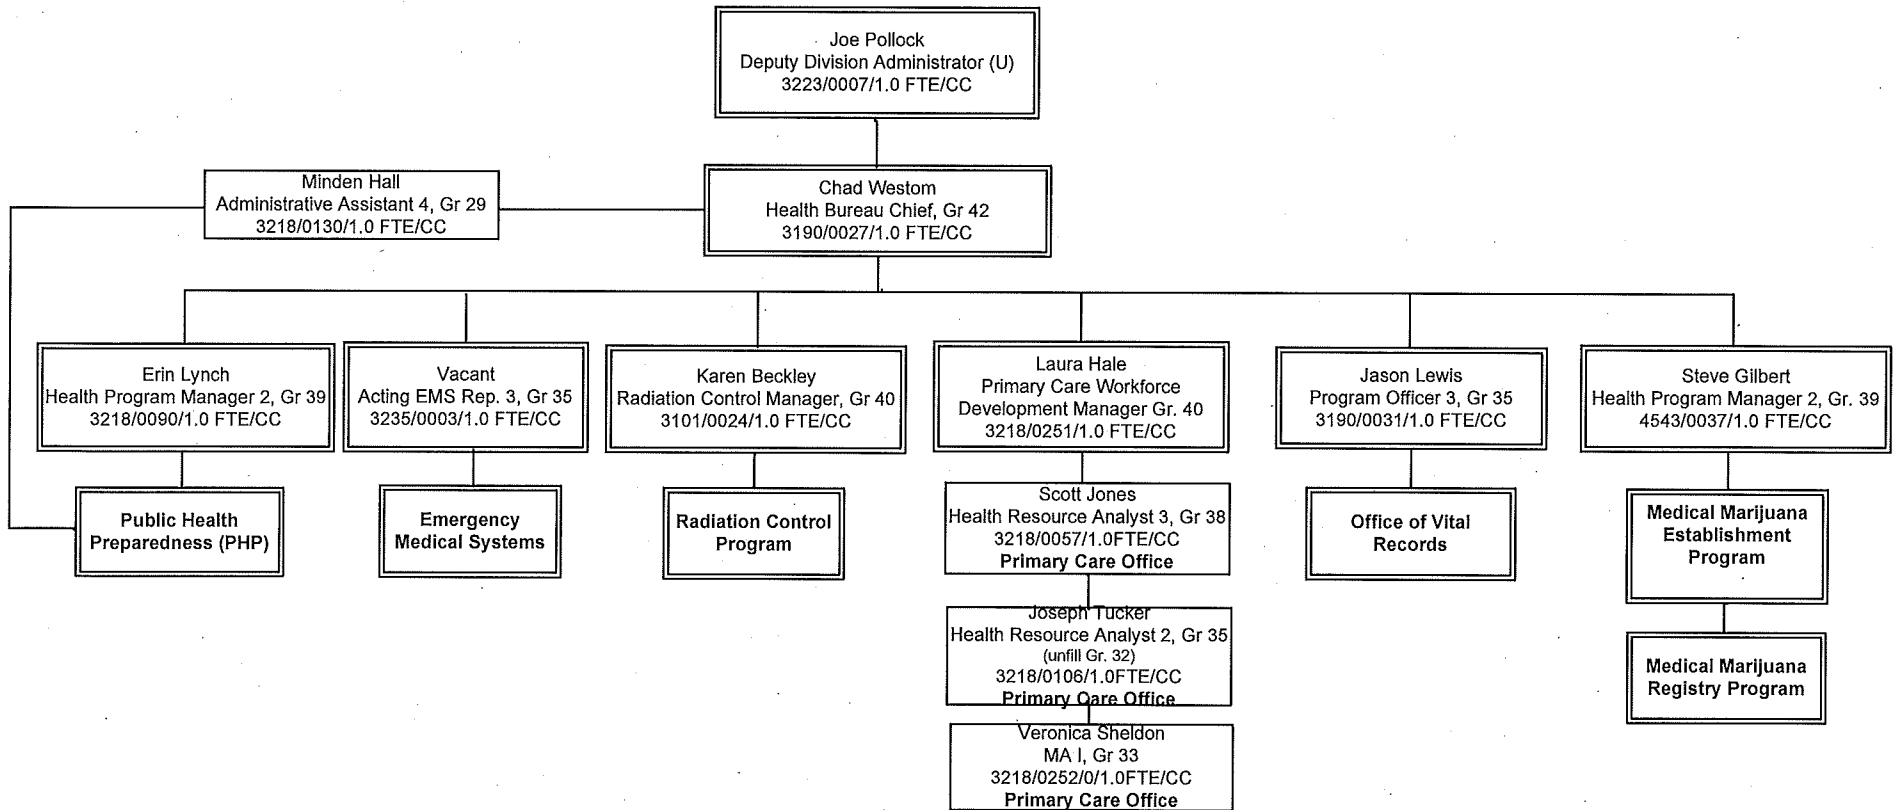 Joe Pollock
Deputy Division Administrator (U)
3223/0007/1.0 FTE/CC
Minden Hall
Administrative Assistant 4, Gr 29
3218/0130/1.0 FTE/CC
Chad Westom
Health Bureau Chief, Gr 42
3190/0027/1.0 FTE/CC
Erin Lynch
Health Program Manager 2, Gr 39
3218/0090/1.0 FTE/CC
Vacant
Acting EMS Rep. 3, Gr 35
3235/0003/1.0 FTE/CC
Karen Beckley
Radiation Control Manager, Gr 40
3101/0024/1.0 FTE/CC
Laura Hale
Primary Care Workforce
Development Manager Gr. 40
3218/0251/1.0 FTE/CC
Jason Lewis
Program Officer 3, Gr 35
3190/0031/1.0 FTE/CC
Steve Gilbert
Health Program Manager 2, Gr. 39
4543/0037/1.0 FTE/CC
Public Health
Preparedness (PHP)
Emergency
Medical Systems
Radiation Control
Program
Scott Jones
Health Resource Analyst 3, Gr 38
3218/0057/1.0FTE/CC
Primary Care Office
Joseph Tucker
Health Resource Analyst 2, Gr 35
(unfill Gr. 32)
3218/0106/1.0FTE/CC
Primary Care Office
Veronica Sheldon
MA I, Gr 33
3218/0252/0/1.0FTE/CC
Primary Care Office
Office of Vital
Records
Medical Marijuana
Establishment
Program
Medical Marijuana
Registry Program